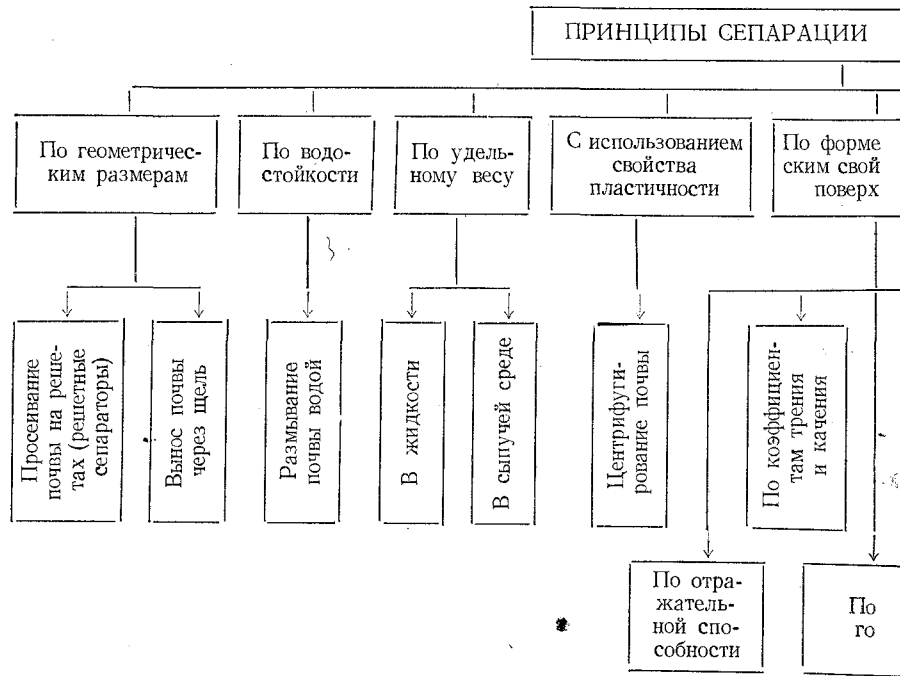 ПРИНЦИПЫ СЕПАРАЦИИ
По геометричес-
ким размерам
По водо-
стойкости
По удель-
ному весу
С использованием
свойства
пластичности
По форме
ским свой
поверх
Просеивание
почвы на реше-
тах (решетные
сепараторы)
Вынос почвы
через щель
Размывание
почвы водой
В жидкости
В сыпучей среде
Центрифуги-
рование почвы
По коэффициен-
там трения
и качения
По отра-
жатель-
ной спо-
собности
По
го